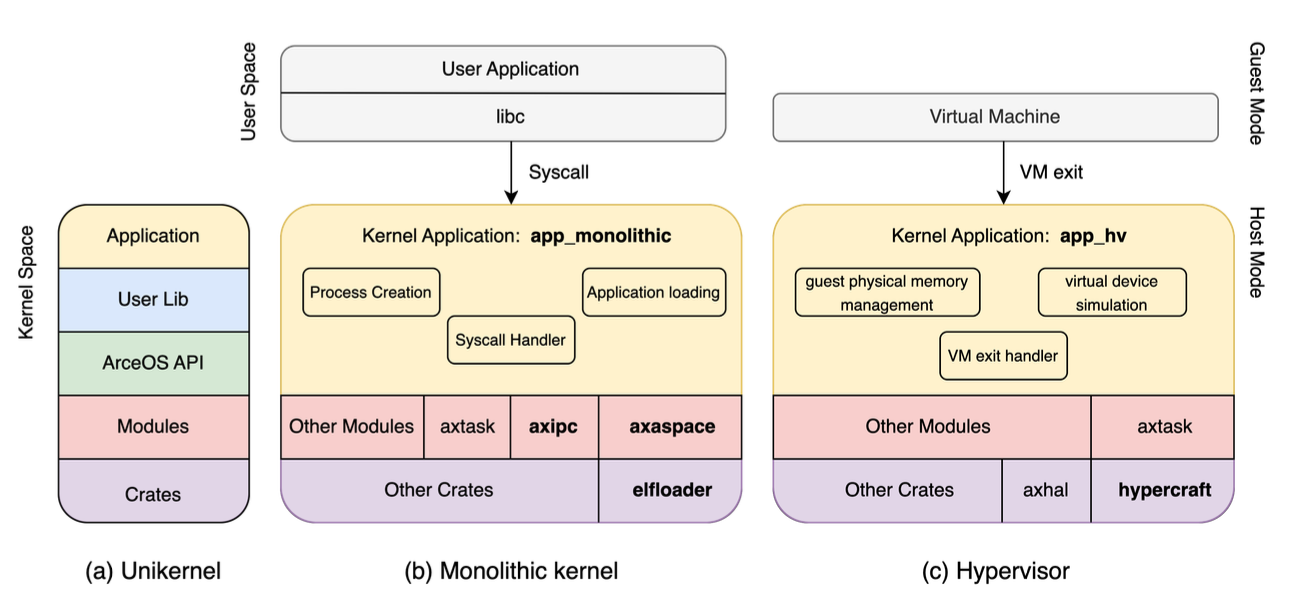 User Space
User Application
libc
Syscall
Virtual Machine
VM exit
Guest Mode
Host Mode
Kernel Space
Application
User Lib
ArceOS API
Modules
Crates
(a) Unikernel
Kernel Application: app_monolithic
Process Creation
Application loading
Syscall Handler
Other Modules
axtask
axipc
axaspace
Other Crates
elfloader
(b) Monolithic kernel
Kernel Application: app_hv
guest physical memory
management
virtual device
simulation
VM exit handler
Other Modules
axtask
Other Crates
axhal
hypercraft
(c) Hypervisor